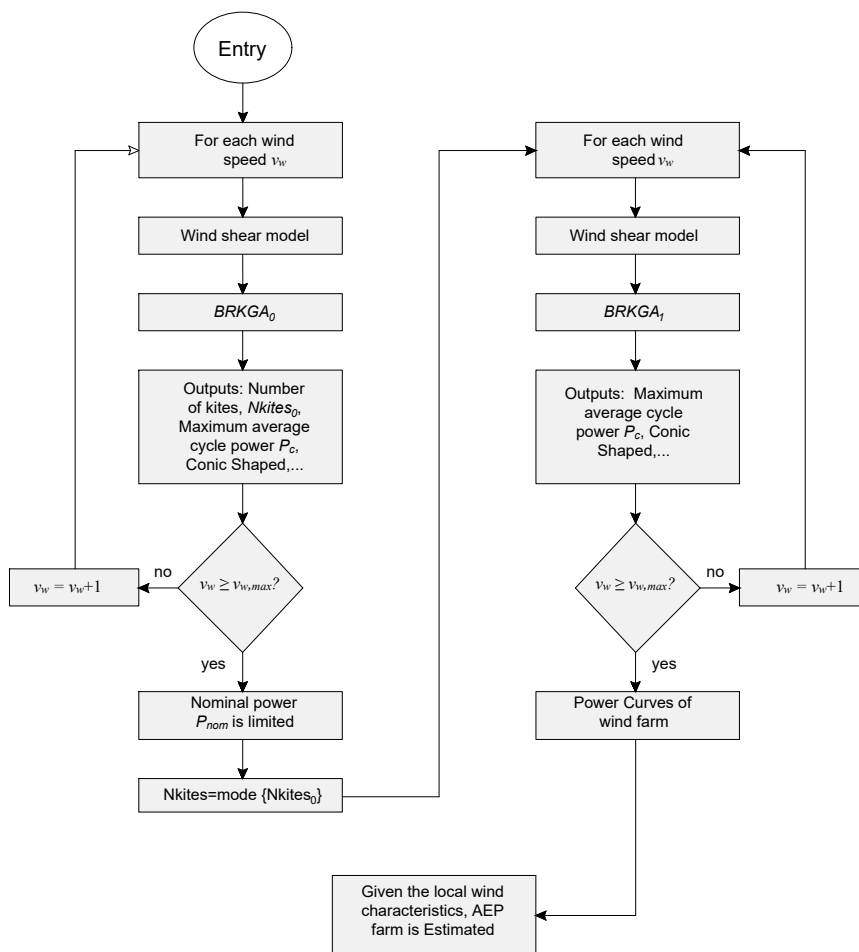 Entry
For each wind
speed v_w
Wind shear model
BRKGA_0
Outputs: Number
of kites, Nkites_0,
Maximum average
cycle power P_c,
Conic Shaped,...
v_w ≥ v_w,max?
no
v_w = v_w+1
yes
Nominal power
P_nom is limited
Nkites=mode {Nkites_0}
For each wind
speed v_w
Wind shear model
BRKGA_1
Outputs: Maximum
average cycle
power P_c, Conic
Shaped,...
v_w ≥ v_w,max?
no
v_w = v_w+1
yes
Power Curves of
wind farm
Given the local wind
characteristics, AEP
farm is Estimated